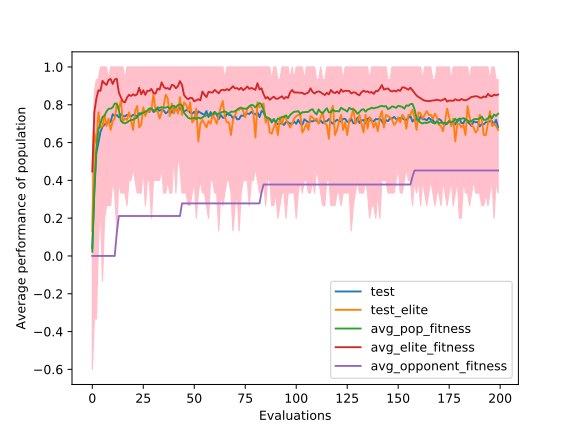 Average performance of population
1.0
0.8
0.6
0.4
0.2
0.0
−0.2
−0.4
−0.6
test
test_elite
avg_pop_fitness
avg_elite_fitness
avg_opponent_fitness
0 25 50 75 100 125 150 175 200
Evaluations